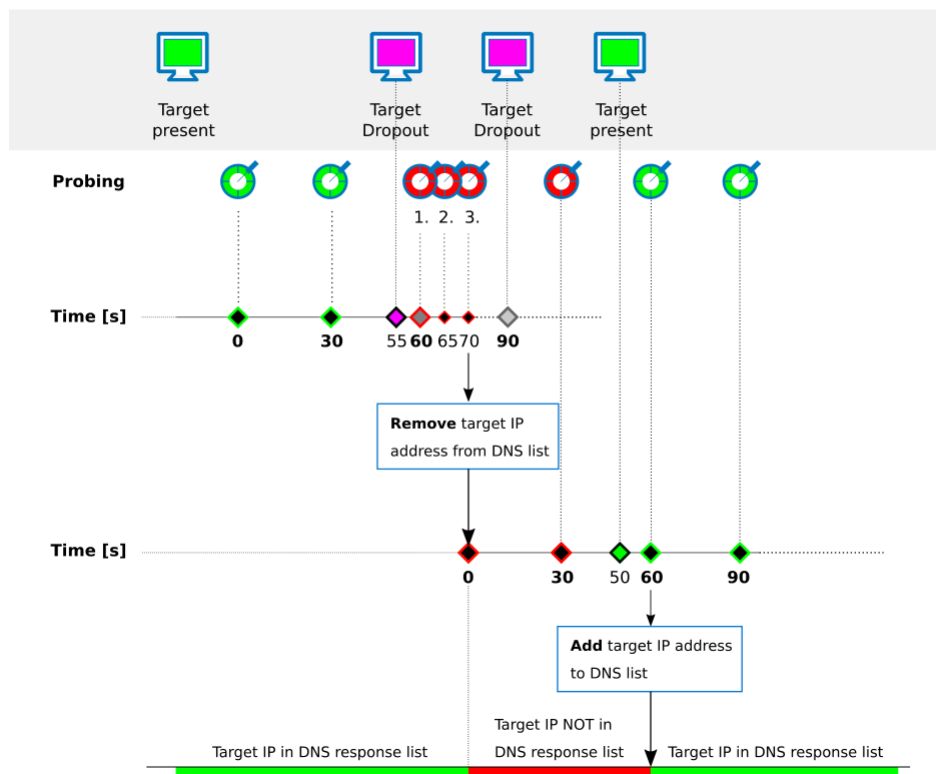 Target
present
Target
Dropout
Target
Dropout
Target
present
Probing
1. 2. 3.
Time [s]
0 30 55 60 65 70 90
Remove target IP
address from DNS list
Time [s]
0 30 50 60 90
Add target IP address
to DNS list
Target IP in DNS response list
Target IP NOT in
DNS response list
Target IP in DNS response list